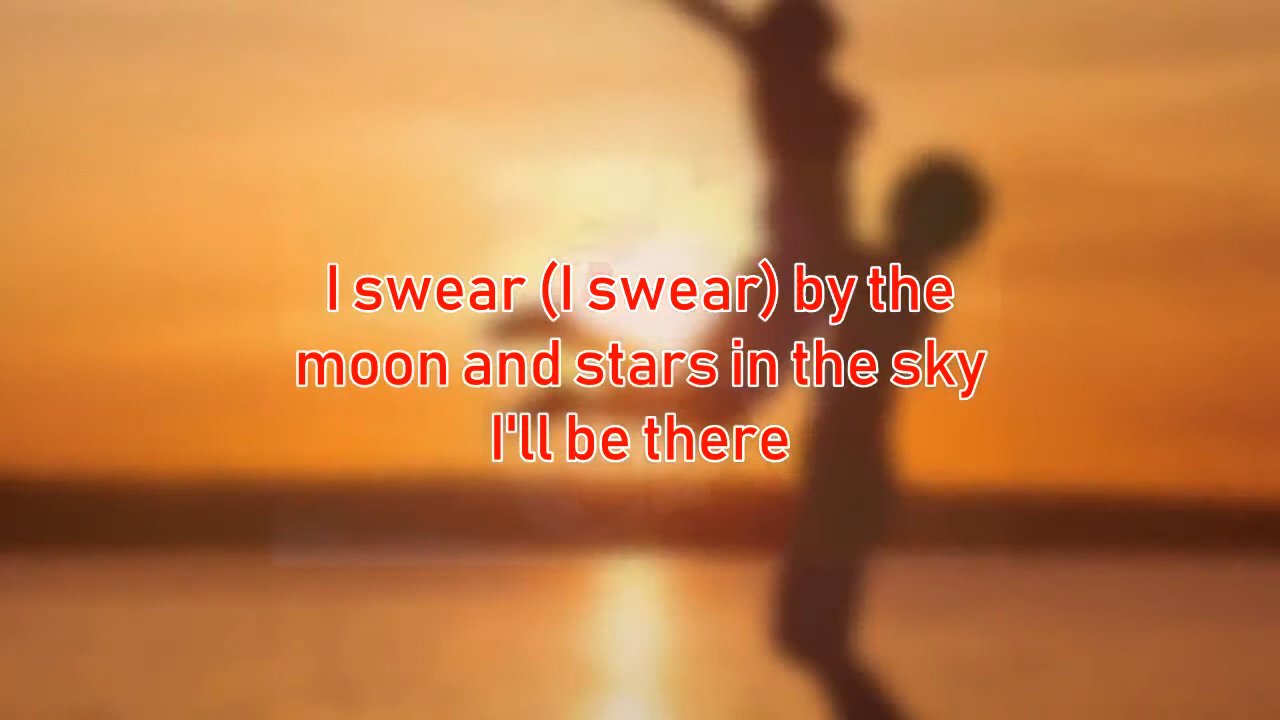 I swear (I swear) by the
moon and stars in the sky
I'll be there